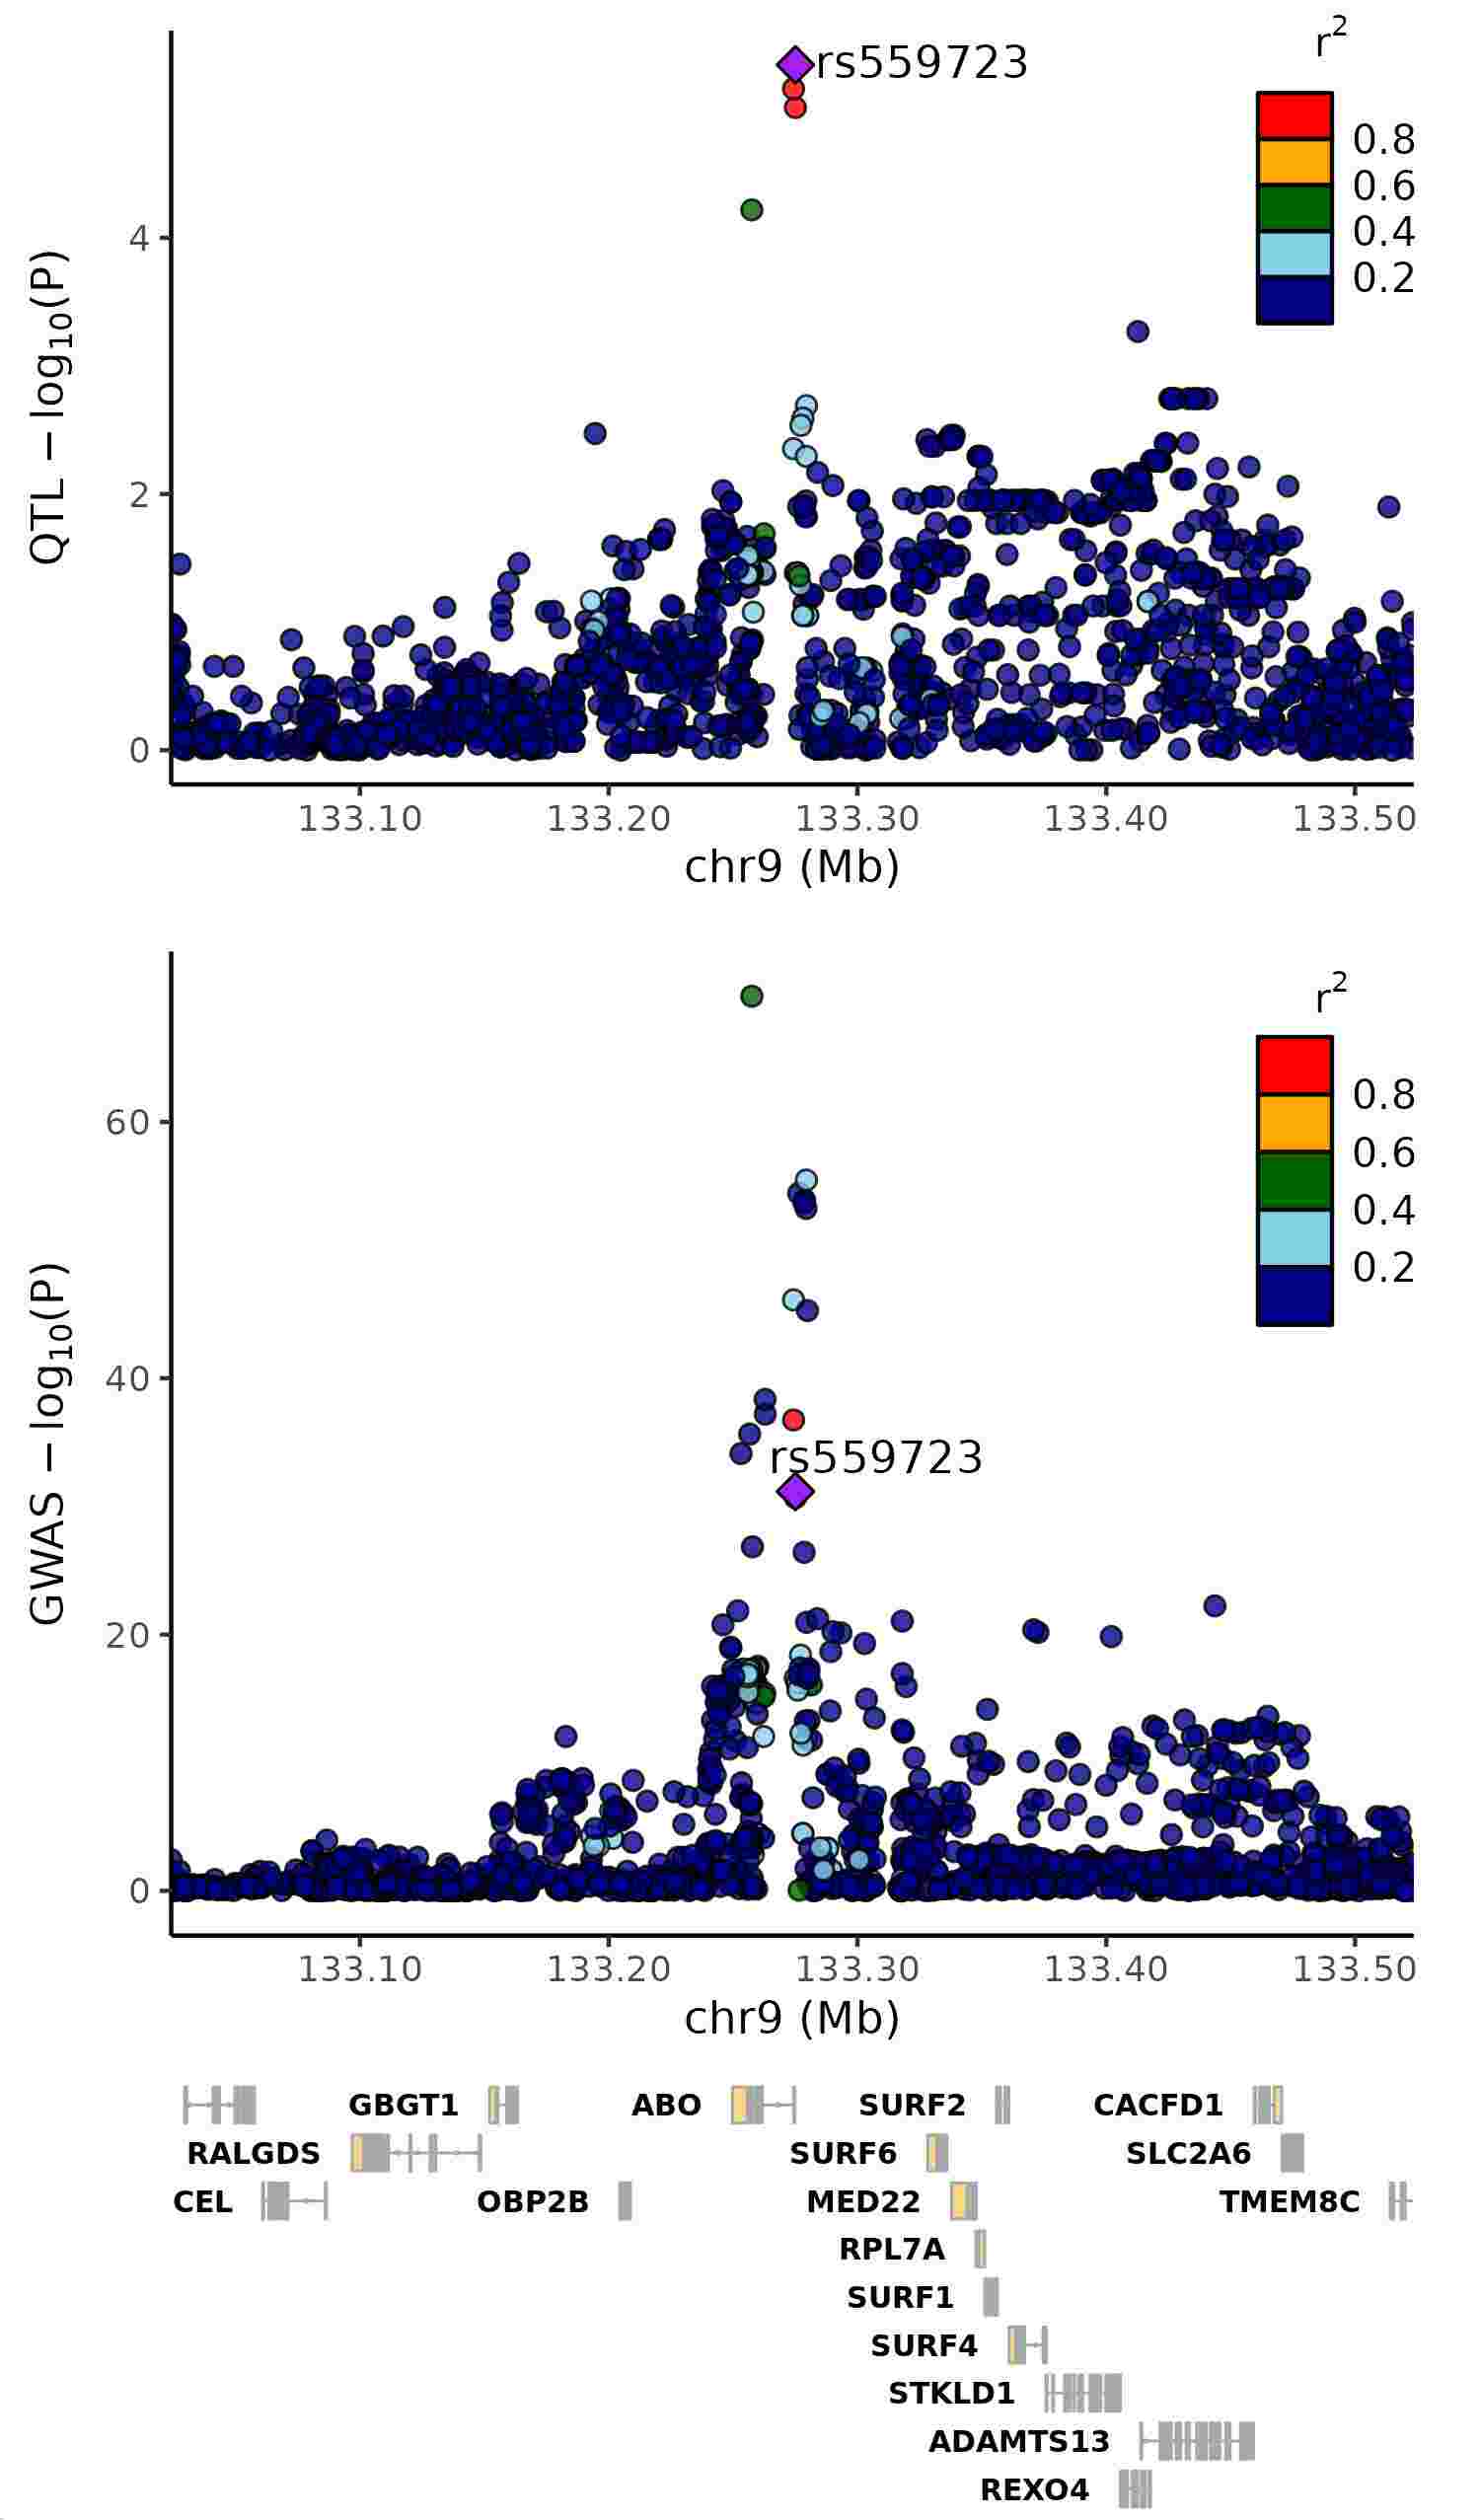 r2
rs559723
0.8
0.6
0.4
0.2
4
2
0
QTL −log10(P)
133.10 133.20 133.30 133.40 133.50
chr9 (Mb)
r2
0.8
0.6
0.4
0.2
rs559723
60
40
20
0
GWAS −log10(P)
133.10 133.20 133.30 133.40 133.50
chr9 (Mb)
GBGT1 ABO SURF2 CACFD1
RALGDS SURF6 SLC2A6
CEL OBP2B MED22 TMEM8C
RPL7A
SURF1
SURF4
STKLD1
ADAMTS13
REXO4